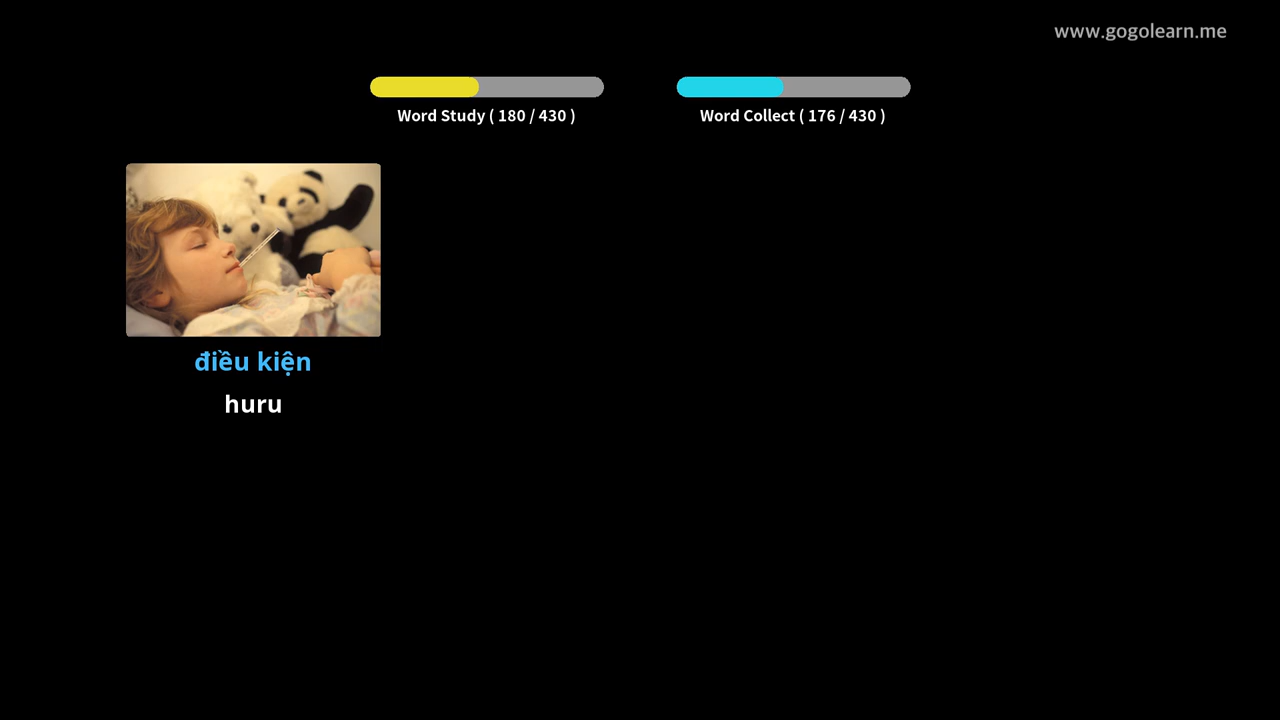 www.gogolearn.me
Word Study ( 180 / 430 )
Word Collect ( 176 / 430 )
điều kiện
huru